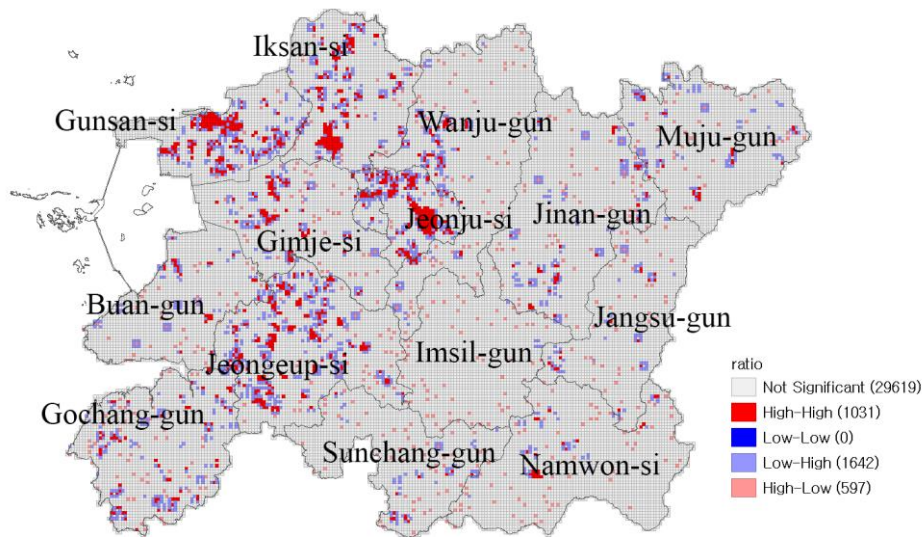 Iksan-si
Gunsan-si
Wanju-gun
Muju-gun
Jeonju-si
Jinan-gun
Gimje-si
Buan-gun
Jangsu-gun
Imsil-gun
Jeongeup-si
Gochang-gun
Sunchang-gun
Namwon-si
ratio
Not Significant (29619)
High-High (1031)
Low-Low (0)
Low-High (1642)
High-Low (597)